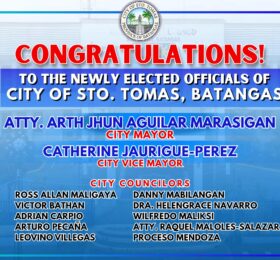 CONGRATULATIONS!
TO THE NEWLY ELECTED OFFICIALS OF
CITY OF STO. TOMAS, BATANGAS
ATTY. ARTH JHUN AGUILAR MARASIGAN
CITY MAYOR
CATHERINE JAURIGUE-PEREZ
CITY VICE MAYOR
CITY COUNCILORS
ROSS ALLAN MALIGAYA
VICTOR BATHAN
ADRIAN CARPIO
ARTURO PECAÑA
LEOVINO VILLEGAS
DANNY MABILANGAN
DRA. HELENGRACE NAVARRO
WILFREDO MALIKSI
ATTY. RAQUEL MALOLES-SALAZAR
PROCESO MENDOZA